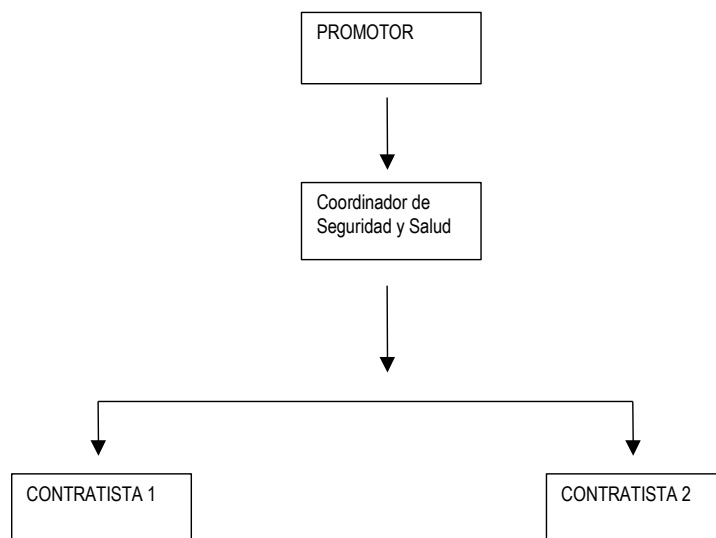 PROMOTOR
Coordinador de
Seguridad y Salud
CONTRATISTA 1
CONTRATISTA 2